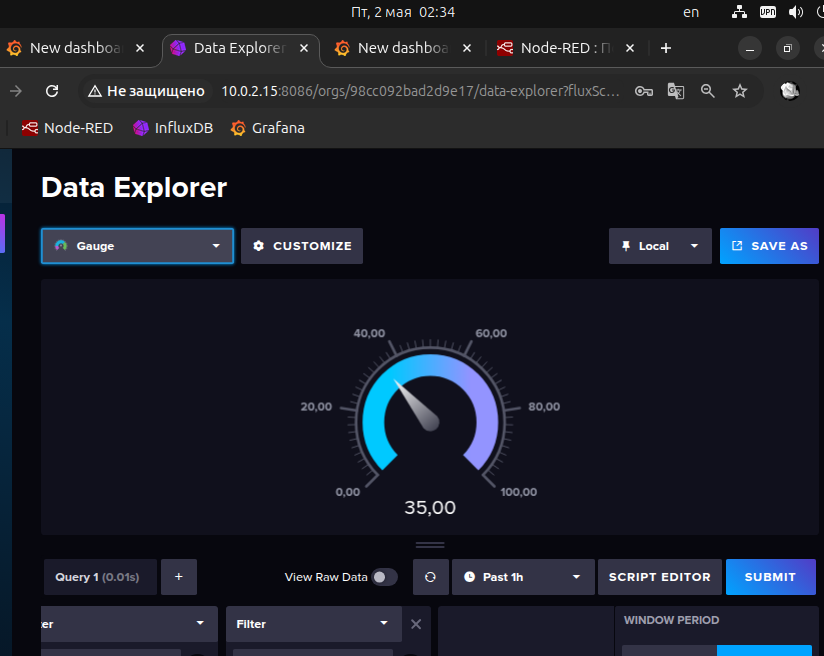 Пт, 2 мая 02:34
en
VPN
New dashboa
Data Explorer
New dashboa
Node-RED : П
Не защищено 10.0.2.15:8086/orgs/98cc092bad2d9e17/data-explorer?fluxSc...
Node-RED
InfluxDB
Grafana
Data Explorer
Gauge
CUSTOMIZE
Local
SAVE AS
40,00
60,00
20,00
80,00
0,00
100,00
35,00
Query 1 (0.01s)
+
View Raw Data
Past 1h
SCRIPT EDITOR
SUBMIT
er
Filter
WINDOW PERIOD